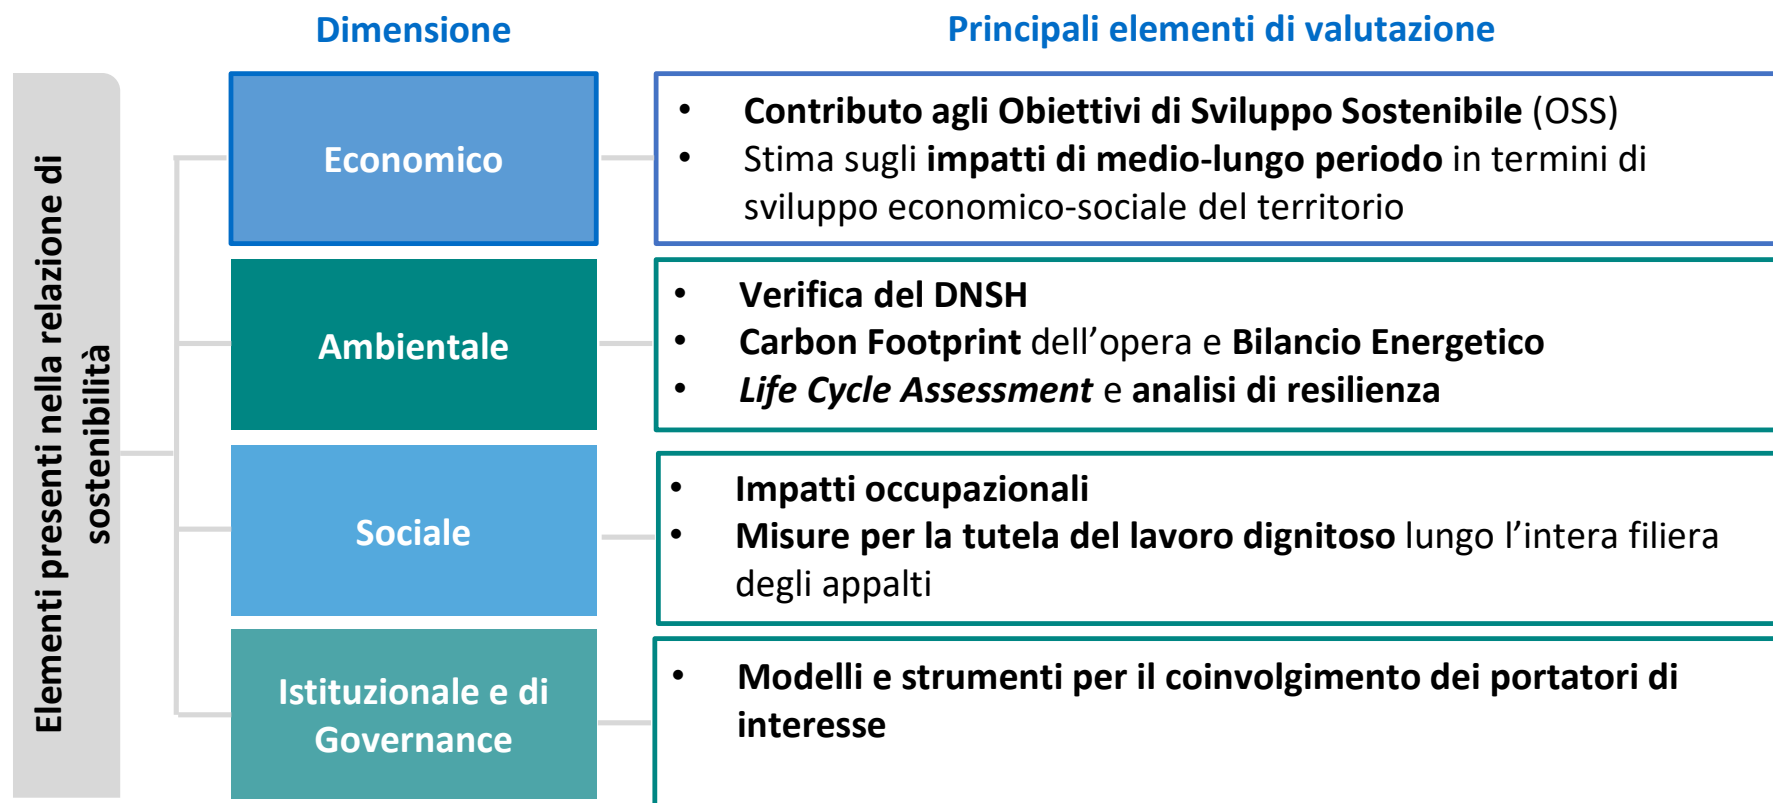 Dimensione
Principali elementi di valutazione
Elementi presenti nella relazione di
sostenibilità
Economico
• Contributo agli Obiettivi di Sviluppo Sostenibile (OSS)
• Stima sugli impatti di medio-lungo periodo in termini di
sviluppo economico-sociale del territorio
Ambientale
• Verifica del DNSH
• Carbon Footprint dell’opera e Bilancio Energetico
• Life Cycle Assessment e analisi di resilienza
Sociale
• Impatti occupazionali
• Misure per la tutela del lavoro dignitoso lungo l’intera filiera
degli appalti
Istituzionale e di
Governance
• Modelli e strumenti per il coinvolgimento dei portatori di
interesse